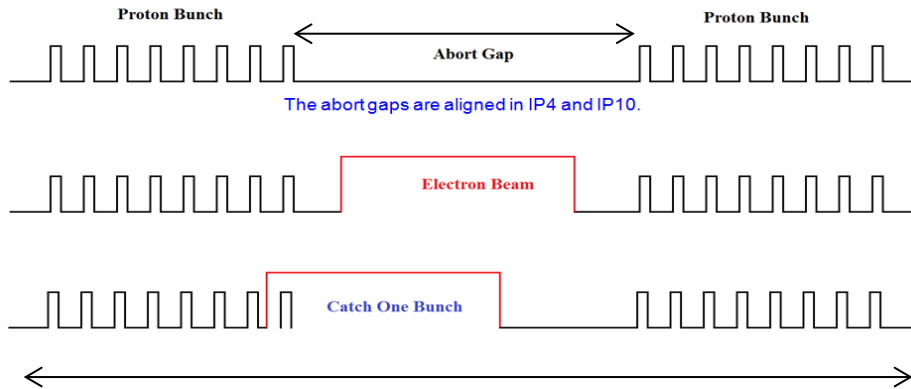 Proton Bunch
Proton Bunch
Abort Gap
The abort gaps are aligned in IP4 and IP10.
Electron Beam
Catch One Bunch